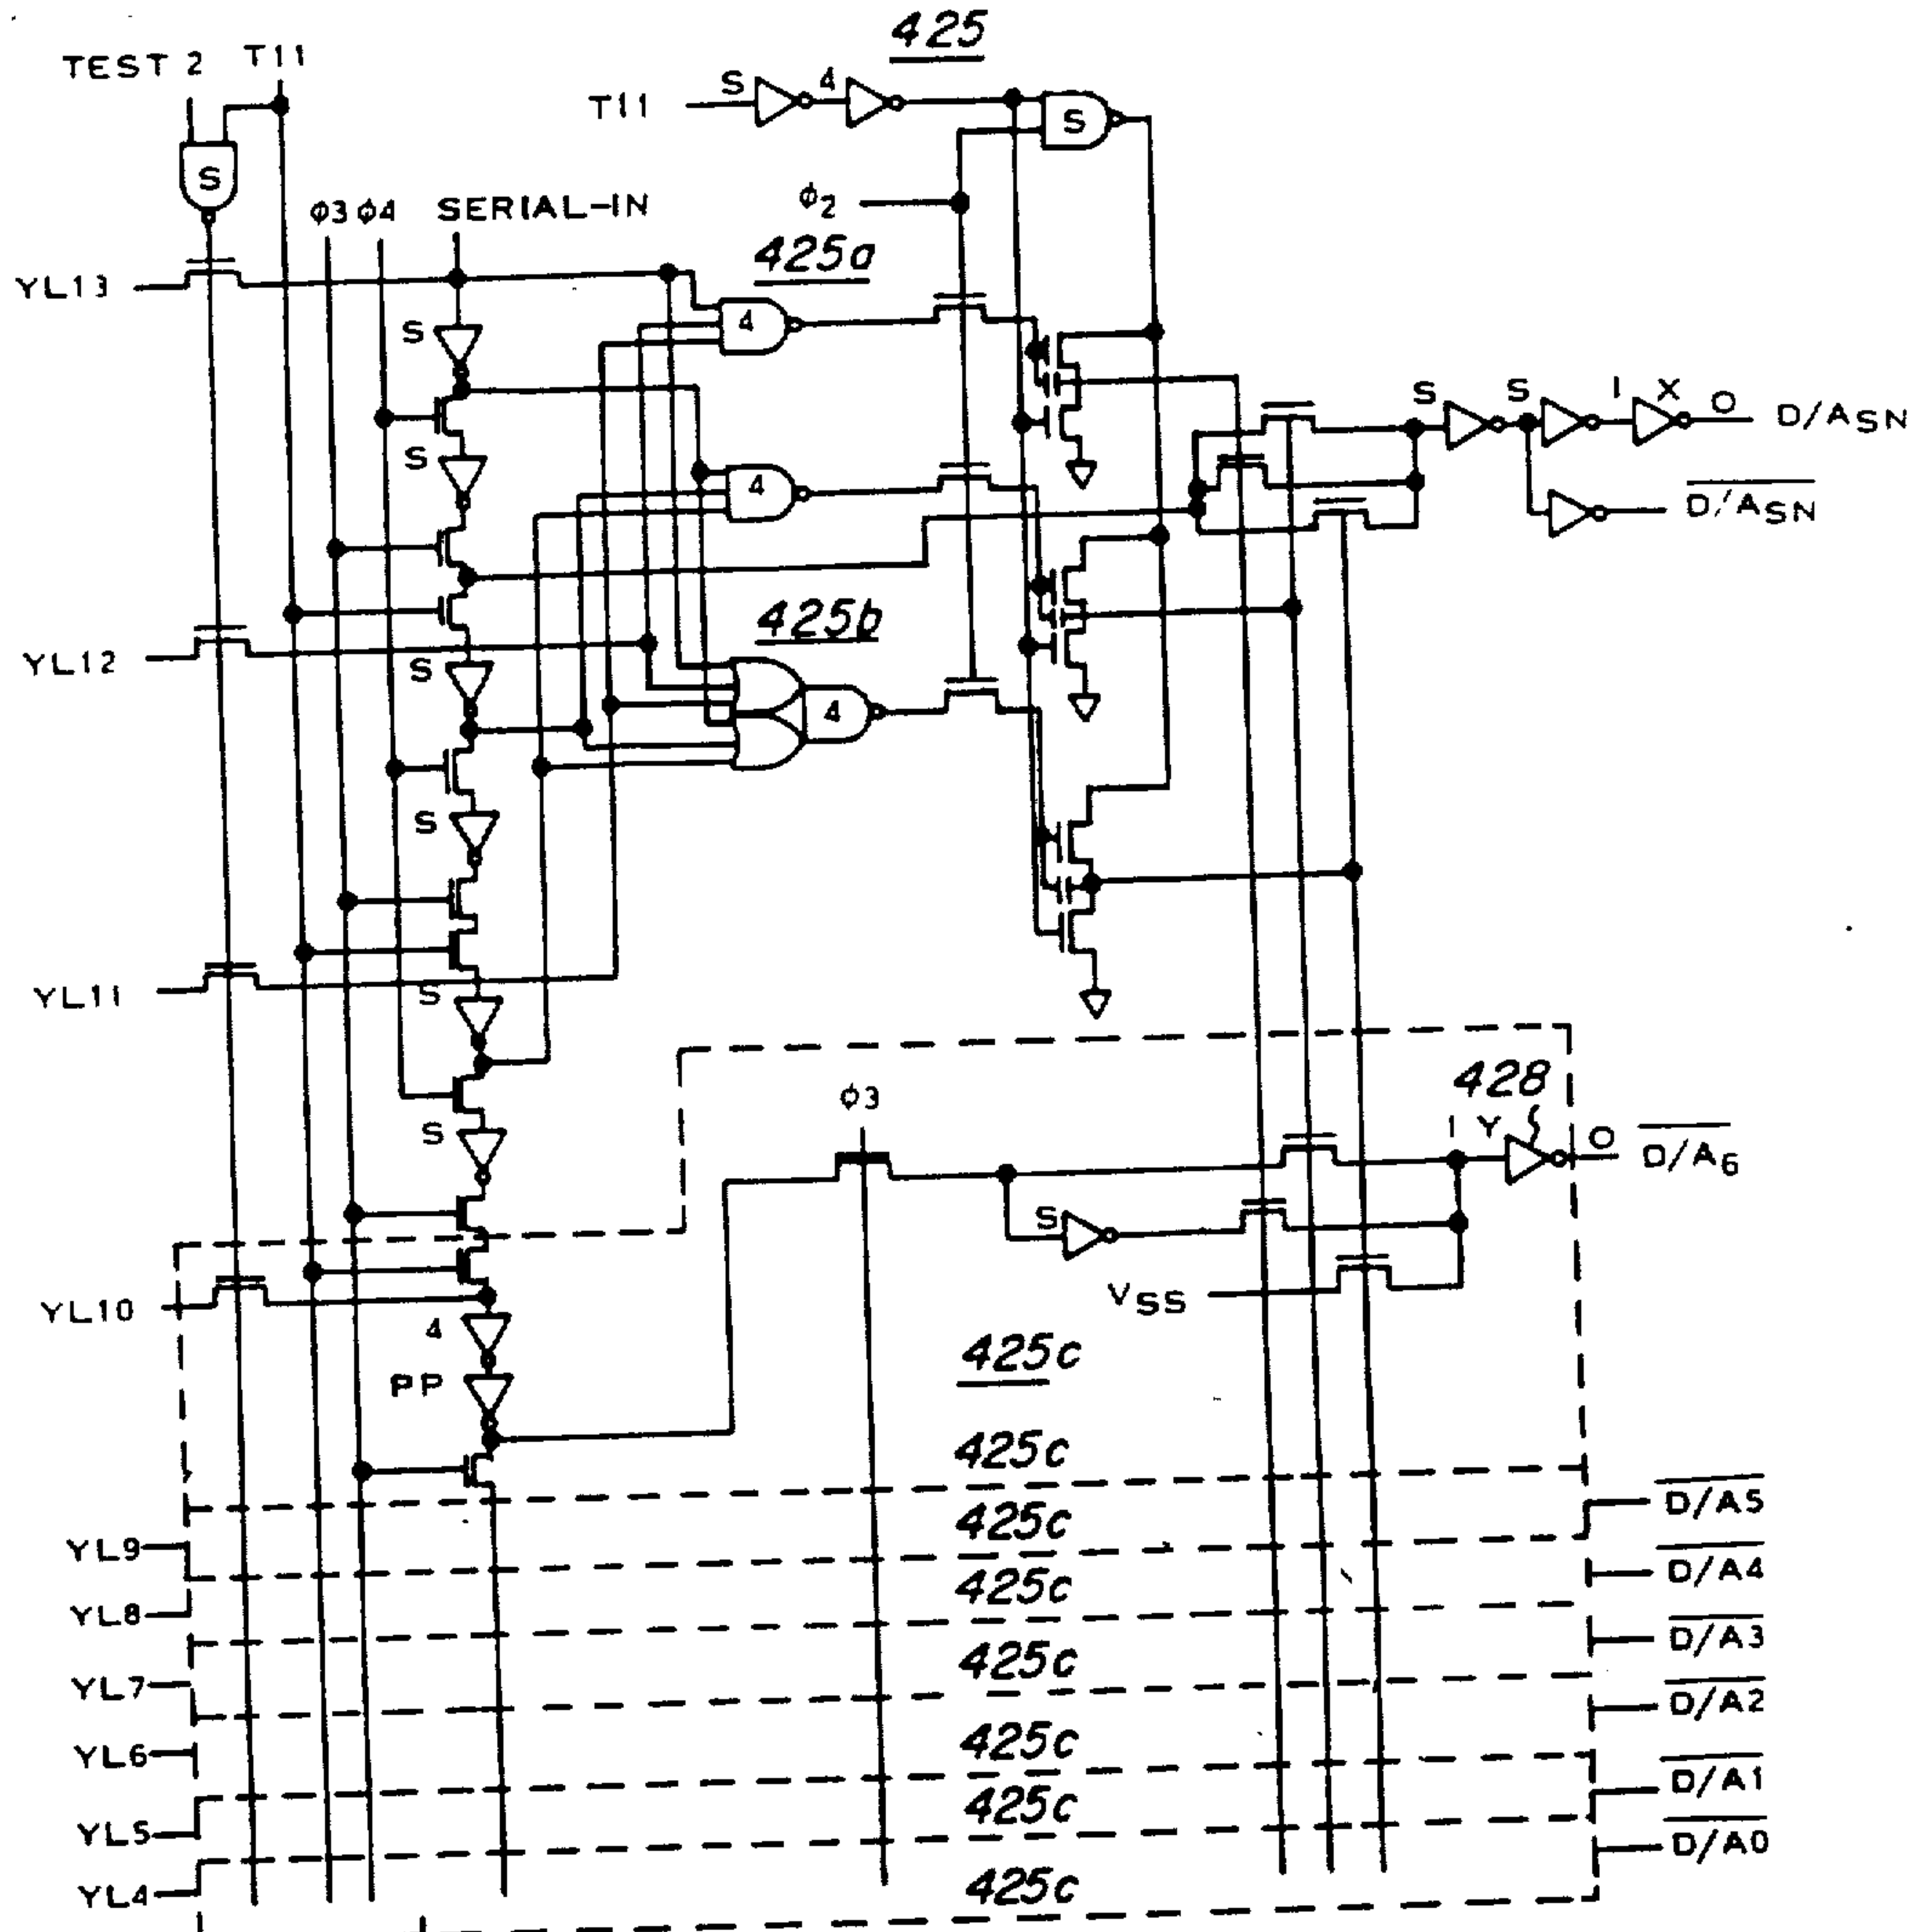 425
TEST 2 T11
T11 S 4
S
S
ϕ2
ϕ3 ϕ4 SERIAL-IN
425a
YL13
4
S
S S 1 X O D/ASN
S
4
D/ASN
425b
YL12
S
4
S
YL11
S
428
ϕ3
S
1 Y O D/A6
S
YL10
VSS
4
425c
PP
425c
D/A5
425c
YL9
D/A4
425c
YL8
D/A3
425c
YL7
D/A2
425c
YL6
D/A1
425c
YL5
D/A0
425c
YL4